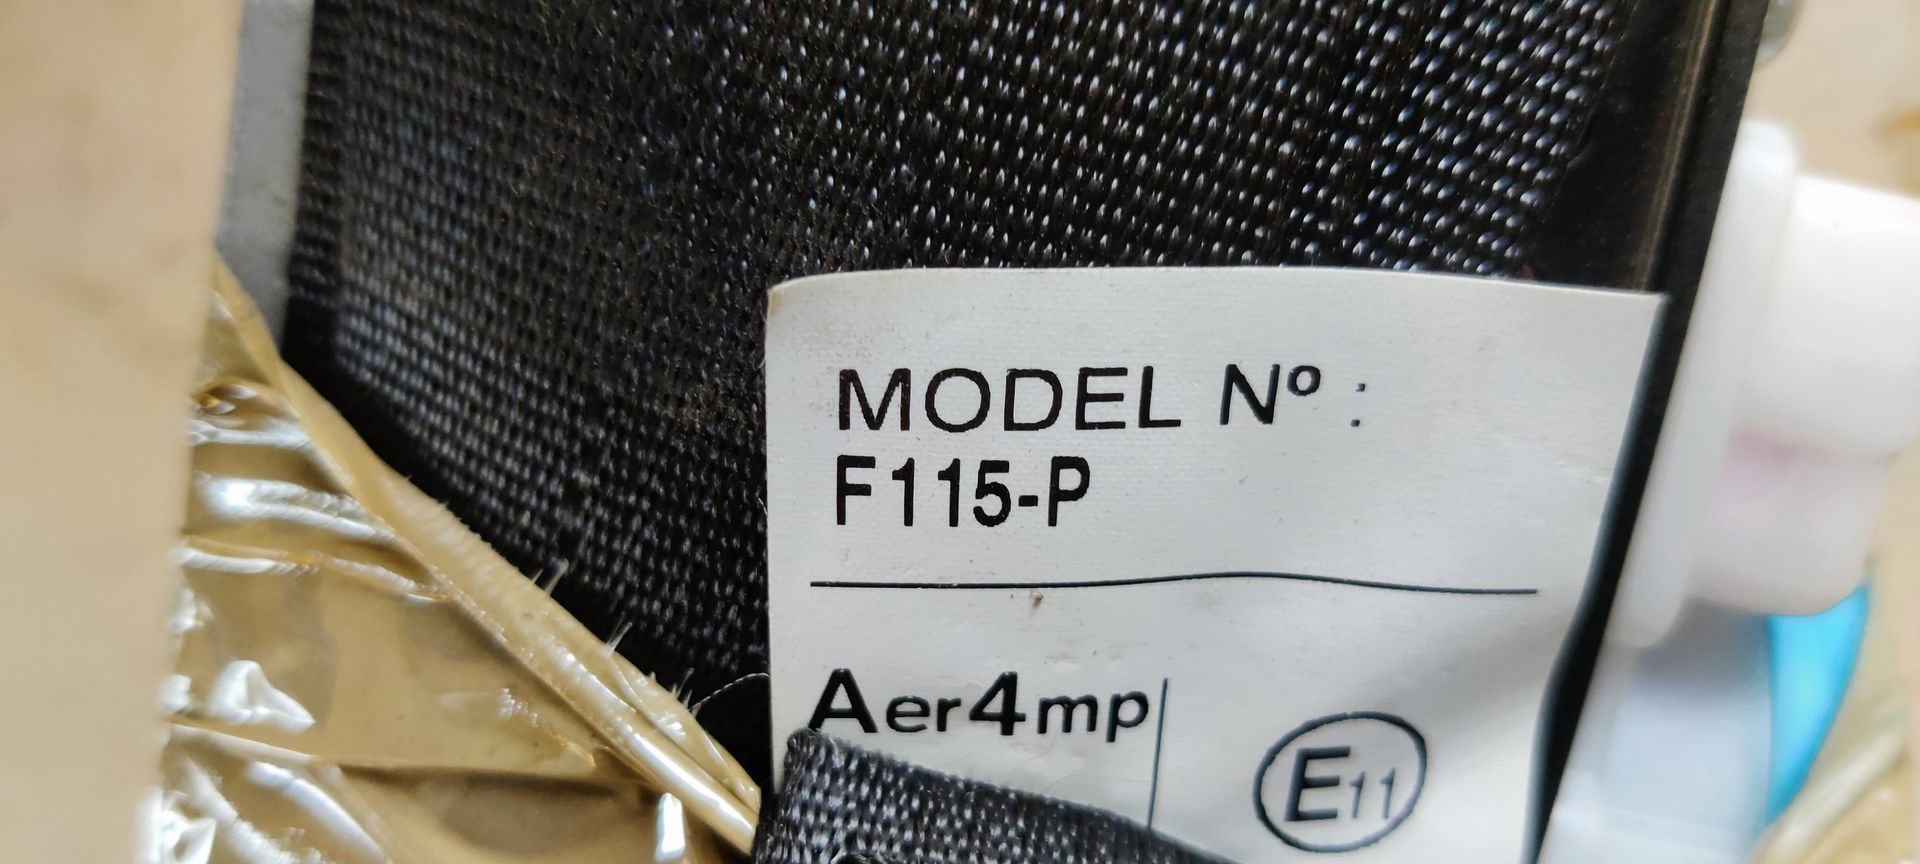 MODEL Nº :
F115-P
Aer4mp
E11